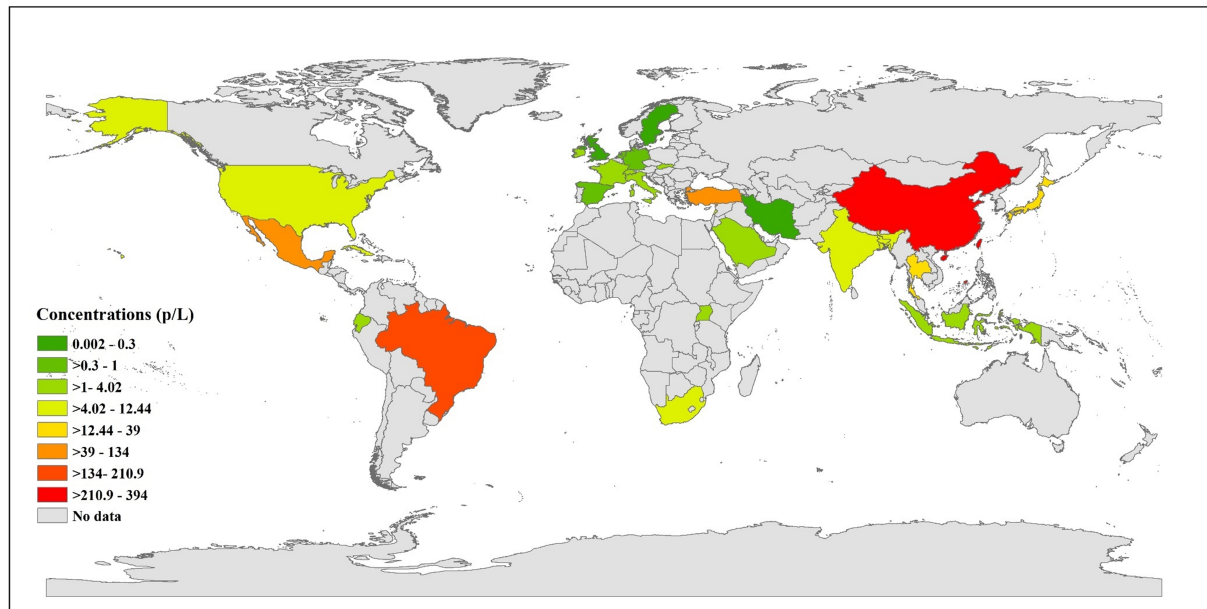 Concentrations (p/L)
0.002 - 0.3
>0.3 - 1
>1- 4.02
>4.02 - 12.44
>12.44 - 39
>39 - 134
>134- 210.9
>210.9 - 394
No data